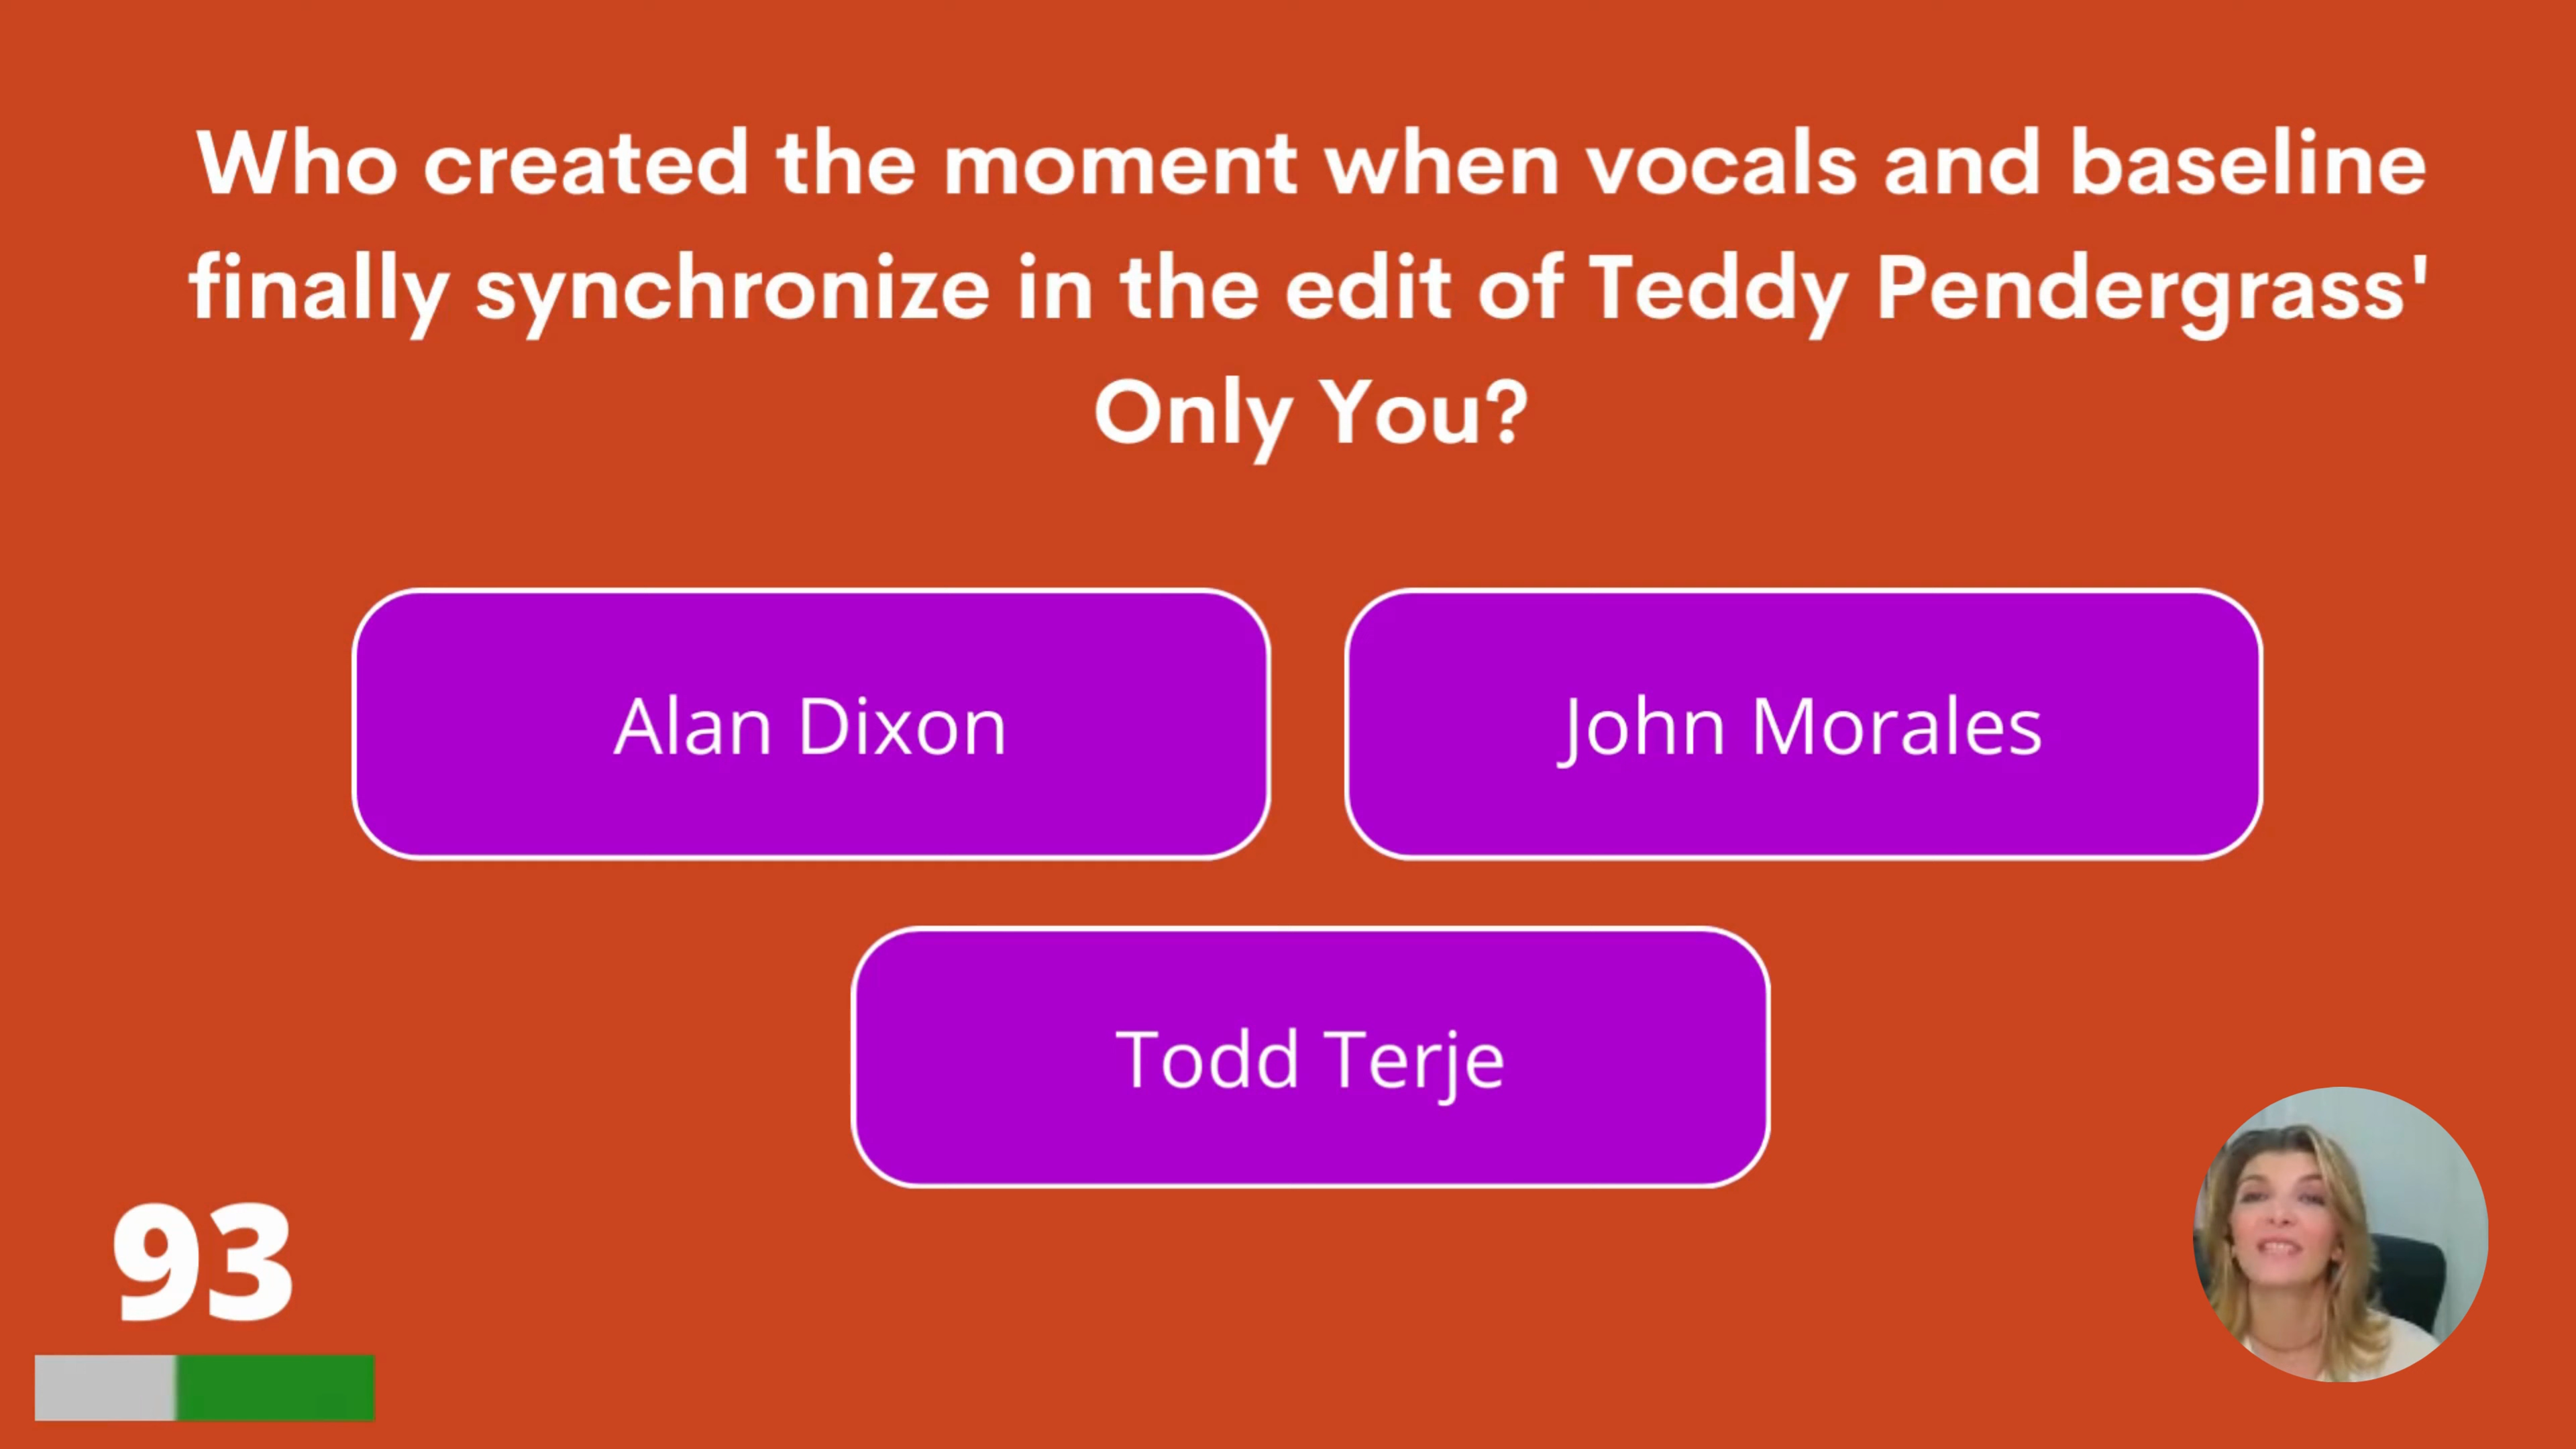 Who created the moment when vocals and baseline
finally synchronize in the edit of Teddy Pendergrass'
Only You?
Alan Dixon
John Morales
Todd Terje
93